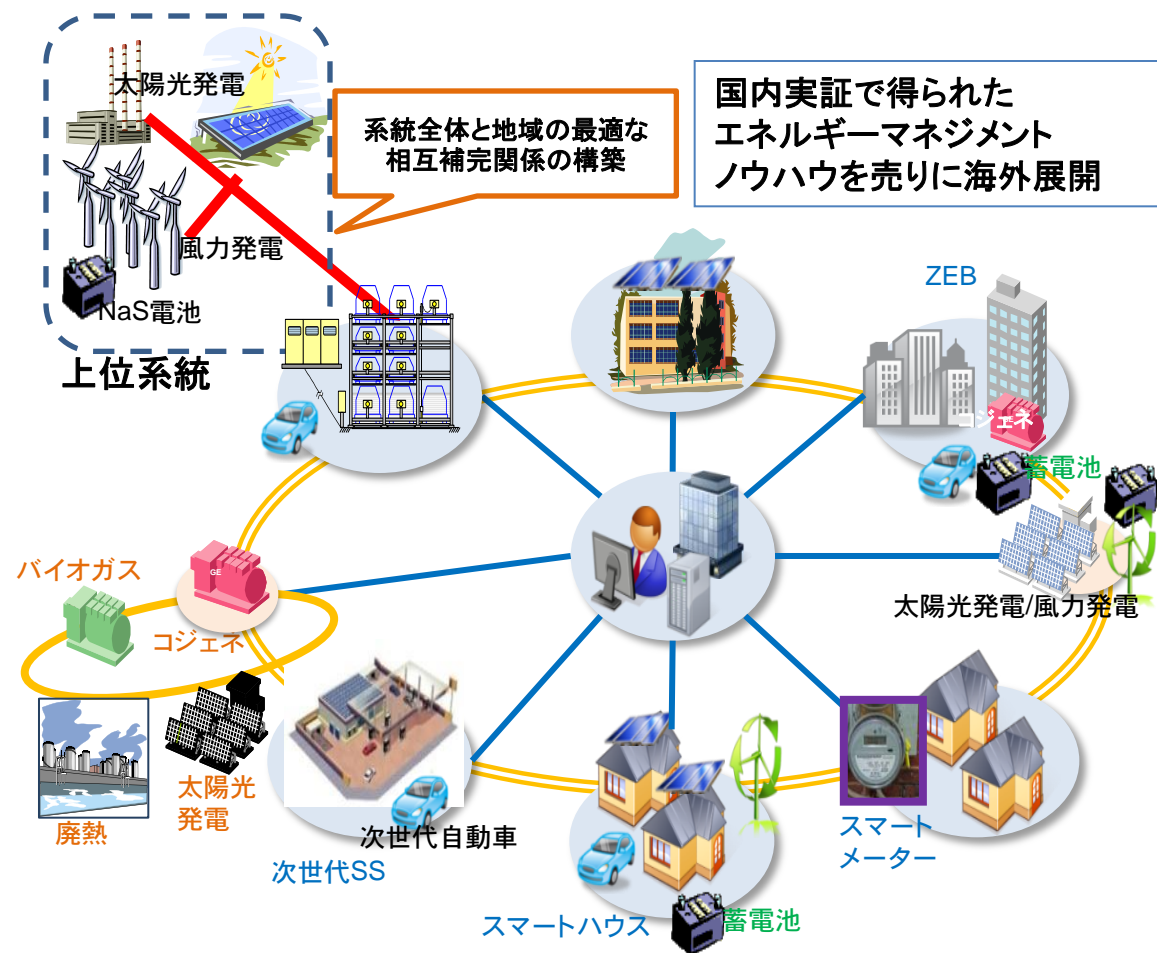 太陽光発電
風力発電
NaS電池
上位系統
系統全体と地域の最適な
相互補完関係の構築
国内実証で得られた
エネルギーマネジメント
ノウハウを売りに海外展開
ZEB
コジェネ
蓄電池
太陽光発電/風力発電
バイオガス
GE
コジェネ
廃熱
太陽光
発電
次世代自動車
次世代SS
スマートハウス
蓄電池
スマート
メーター